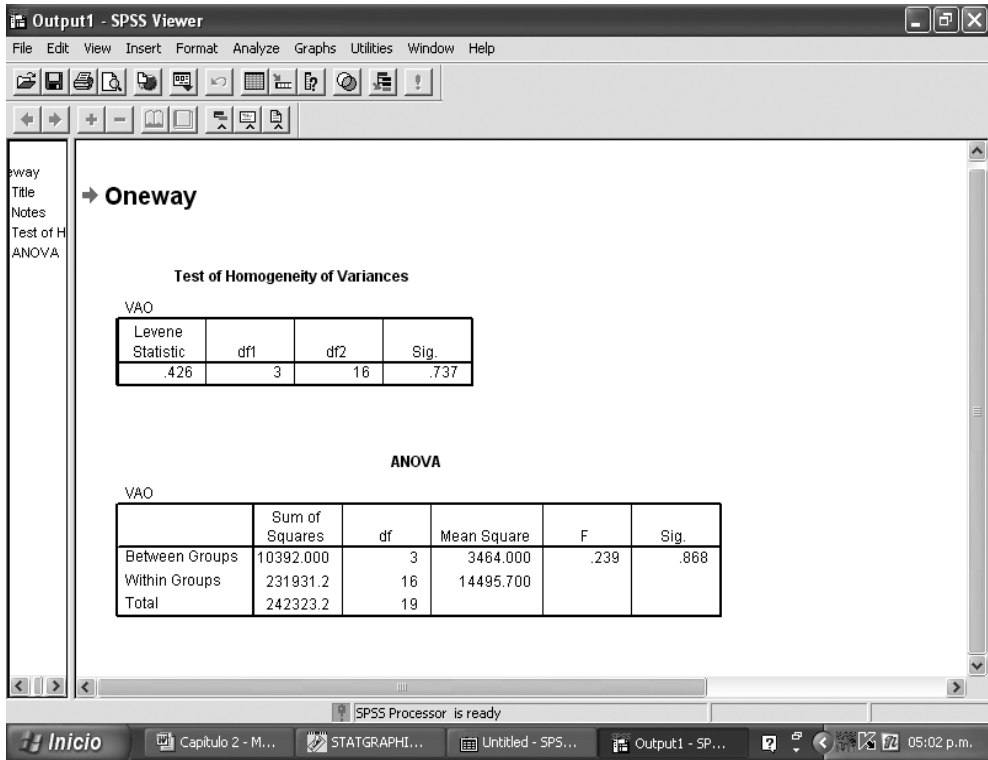 Output1 - SPSS Viewer
File Edit View Insert Format Analyze Graphs Utilities Window Help
Title
Notes
Test of H
ANOVA
Oneway
Test of Homogeneity of Variances
VAO
Levene Statistic df1 df2 Sig.
.426 3 16 .737
ANOVA
VAO
Sum of Squares df Mean Square F Sig.
Between Groups 10392.000 3 3464.000 .239 .868
Within Groups 231931.2 16 14495.700
Total 242323.2 19
SPSS Processor is ready
Inicio Capítulo 2 - M... STATGRAPHI... Untitled - SPS... Output1 - SP... 05:02 p.m.